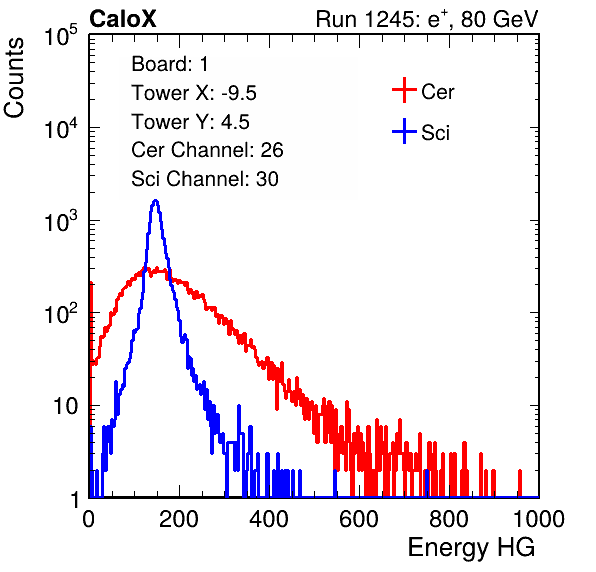 CaloX Run 1245: e⁺, 80 GeV
Counts
10⁵
10⁴
10³
10²
10
1
Board: 1
Tower X: -9.5
Tower Y: 4.5
Cer Channel: 26
Sci Channel: 30
Cer
Sci
0 200 400 600 800 1000
Energy HG